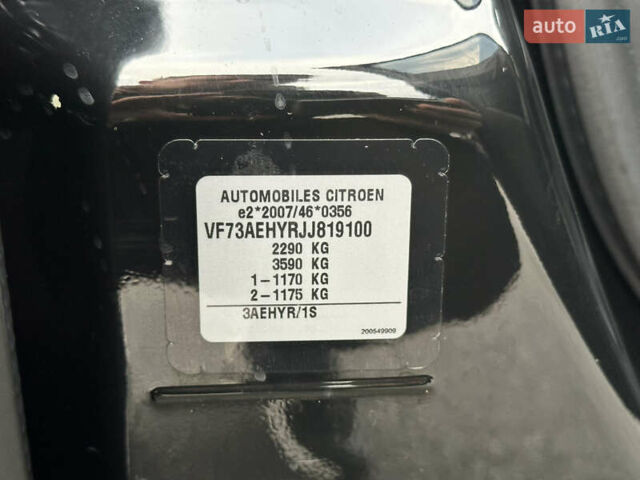 auto RIA .com
AUTOMOBILES CITROEN
e2*2007/46*0356
VF73AEHYRJJ819100
2290 KG
3590 KG
1-1170 KG
2-1175 KG
3AEHYR/1S
200549909